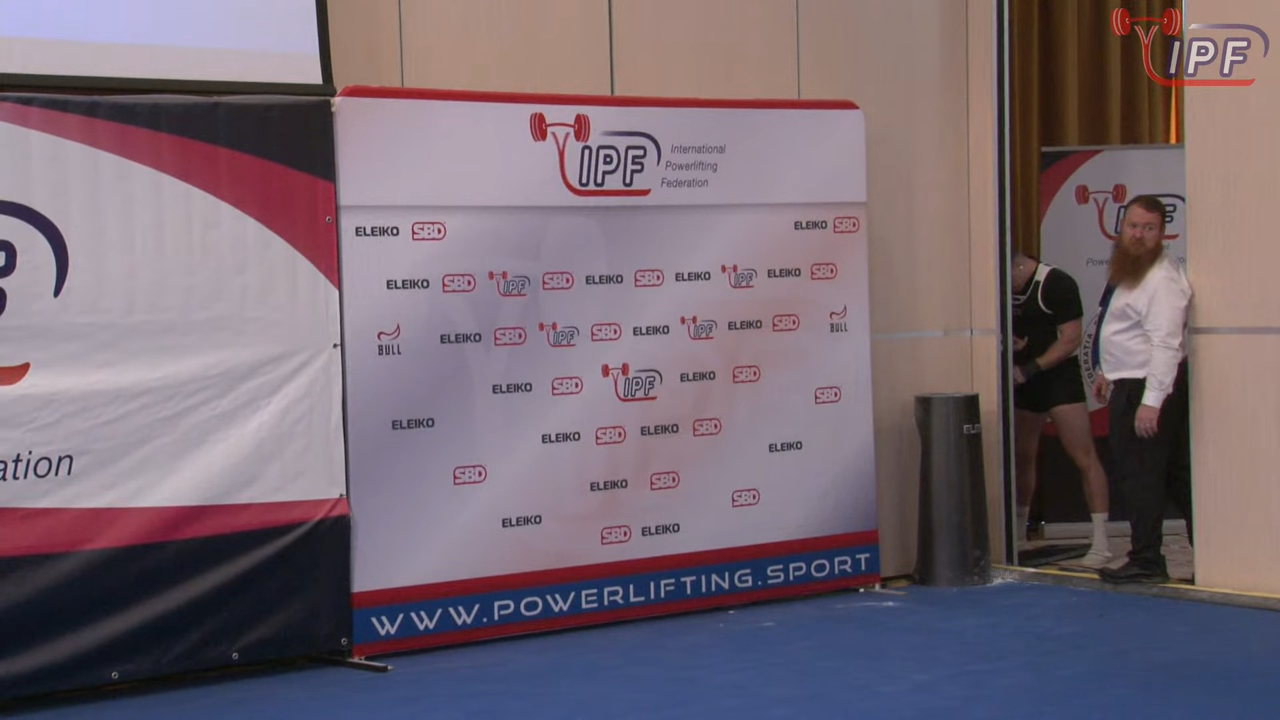 IPF
IPF
International
Powerlifting
Federation
ation
ELEIKO SBD ELEIKO SBD
ELEIKO SBD IPF SBD ELEIKO SBD ELEIKO IPF ELEIKO SBD
BULL ELEIKO SBD IPF SBD ELEIKO IPF ELEIKO SBD BULL
ELEIKO SBD IPF ELEIKO SBD SBD
ELEIKO ELEIKO SBD ELEIKO SBD ELEIKO
SBD ELEIKO SBD SBD
ELEIKO SBD ELEIKO
WWW.POWERLIFTING.SPORT